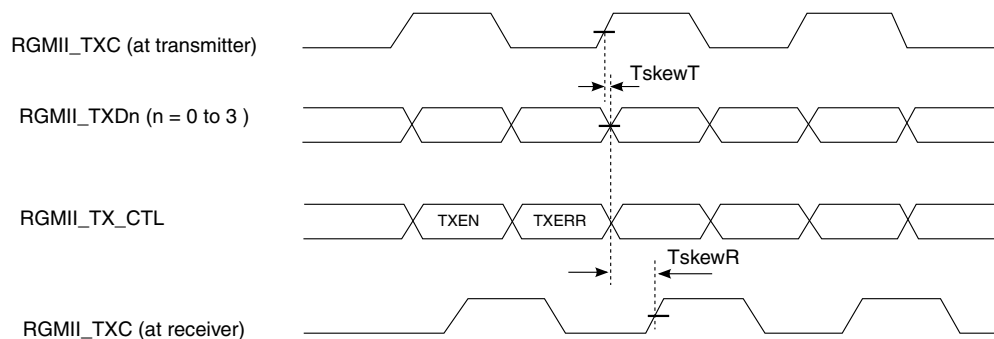 RGMII_TXC (at transmitter)
TskewT
RGMII_TXDn (n = 0 to 3 )
RGMII_TX_CTL
TXEN
TXERR
TskewR
RGMII_TXC (at receiver)